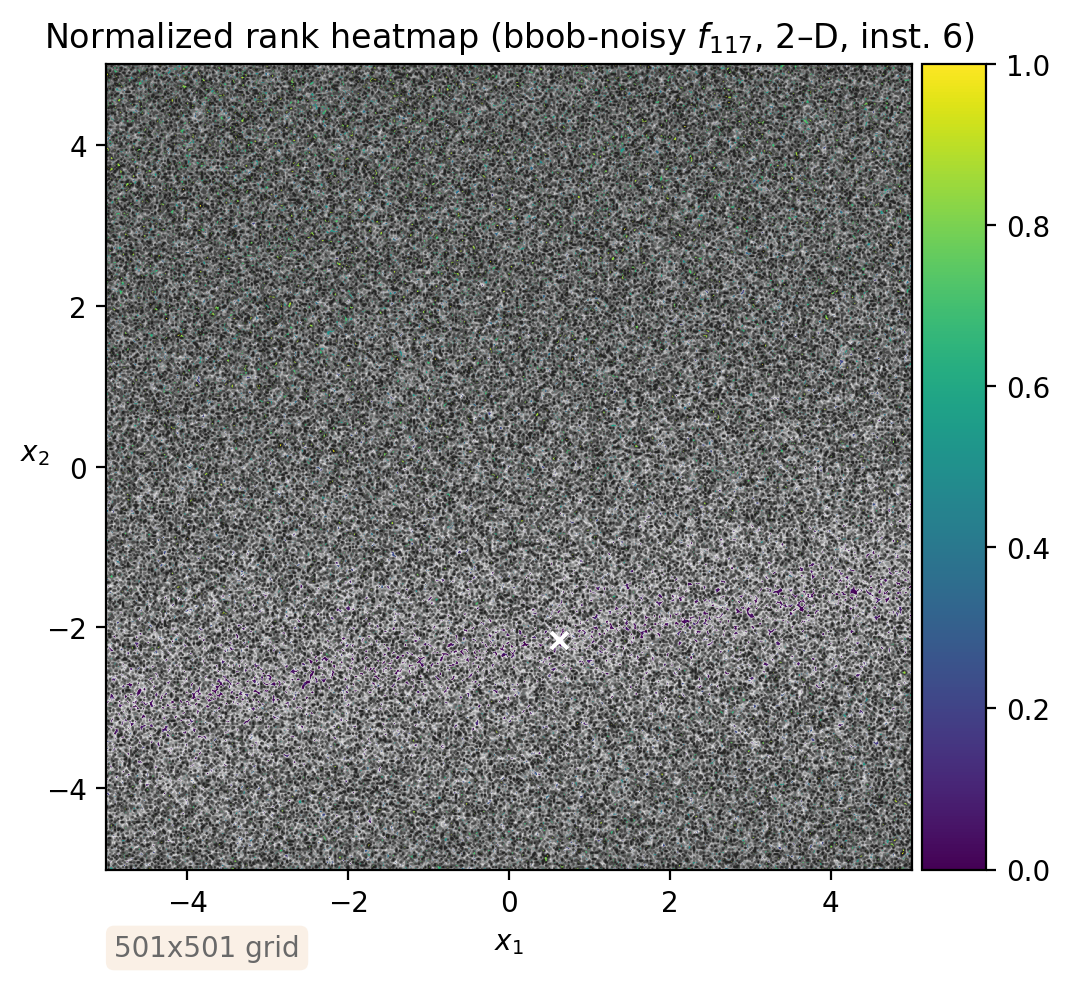 Normalized rank heatmap (bbob-noisy f₁₁₇, 2–D, inst. 6)
1.0
0.8
0.6
0.4
0.2
0.0
4
2
0
−2
−4
x₂
−4 −2 0 2 4
x₁
501x501 grid